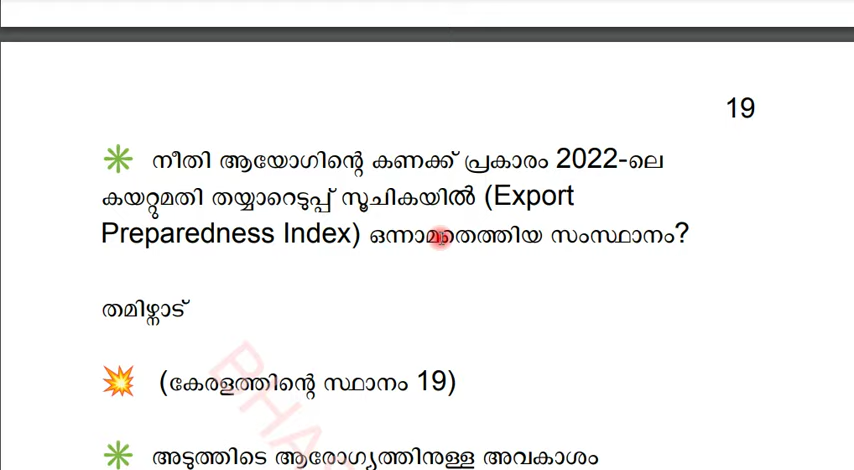 19
നീതി ആയോഗിന്റെ കണക്ക് പ്രകാരം 2022-ലെ
കയറ്റുമതി തയ്യാറെടുപ്പ് സൂചികയിൽ (Export
Preparedness Index) ഒന്നാമതെത്തിയ സംസ്ഥാനം?
തമിഴ്നാട്
(കേരളത്തിന്റെ സ്ഥാനം 19)
അടുത്തിടെ ആരോഗ്യത്തിനുള്ള അവകാശം